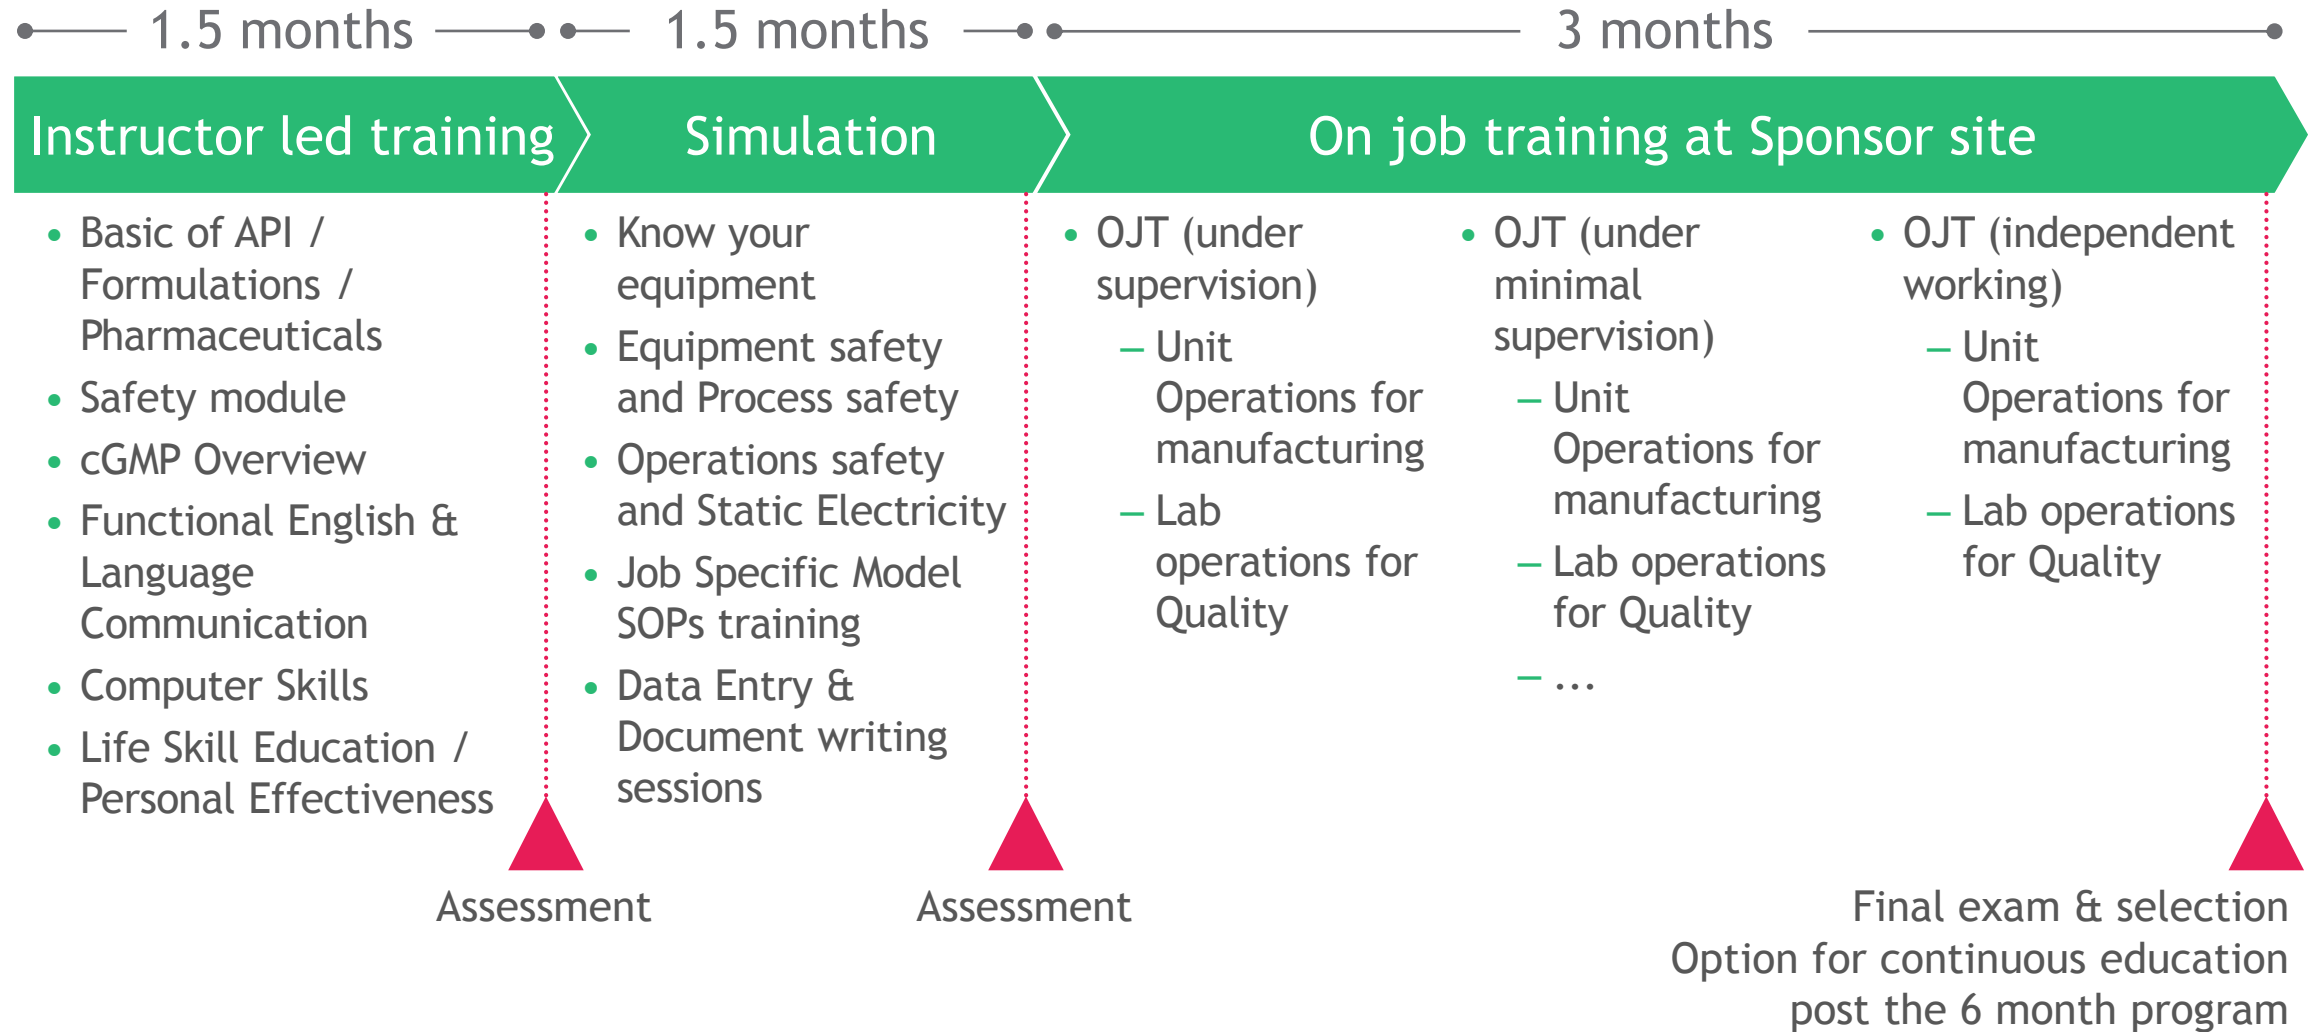 1.5 months
1.5 months
3 months
Instructor led training
Simulation
On job training at Sponsor site
• Basic of API /
Formulations /
Pharmaceuticals
• Safety module
• cGMP Overview
• Functional English &
Language
Communication
• Computer Skills
• Life Skill Education /
Personal Effectiveness
• Know your
equipment
• Equipment safety
and Process safety
• Operations safety
and Static Electricity
• Job Specific Model
SOPs training
• Data Entry &
Document writing
sessions
• OJT (under
supervision)
– Unit
Operations for
manufacturing
– Lab
operations for
Quality
• OJT (under
minimal
supervision)
– Unit
Operations for
manufacturing
– Lab operations
for Quality
– ...
• OJT (independent
working)
– Unit
Operations for
manufacturing
– Lab operations
for Quality
Assessment
Assessment
Final exam & selection
Option for continuous education
post the 6 month program